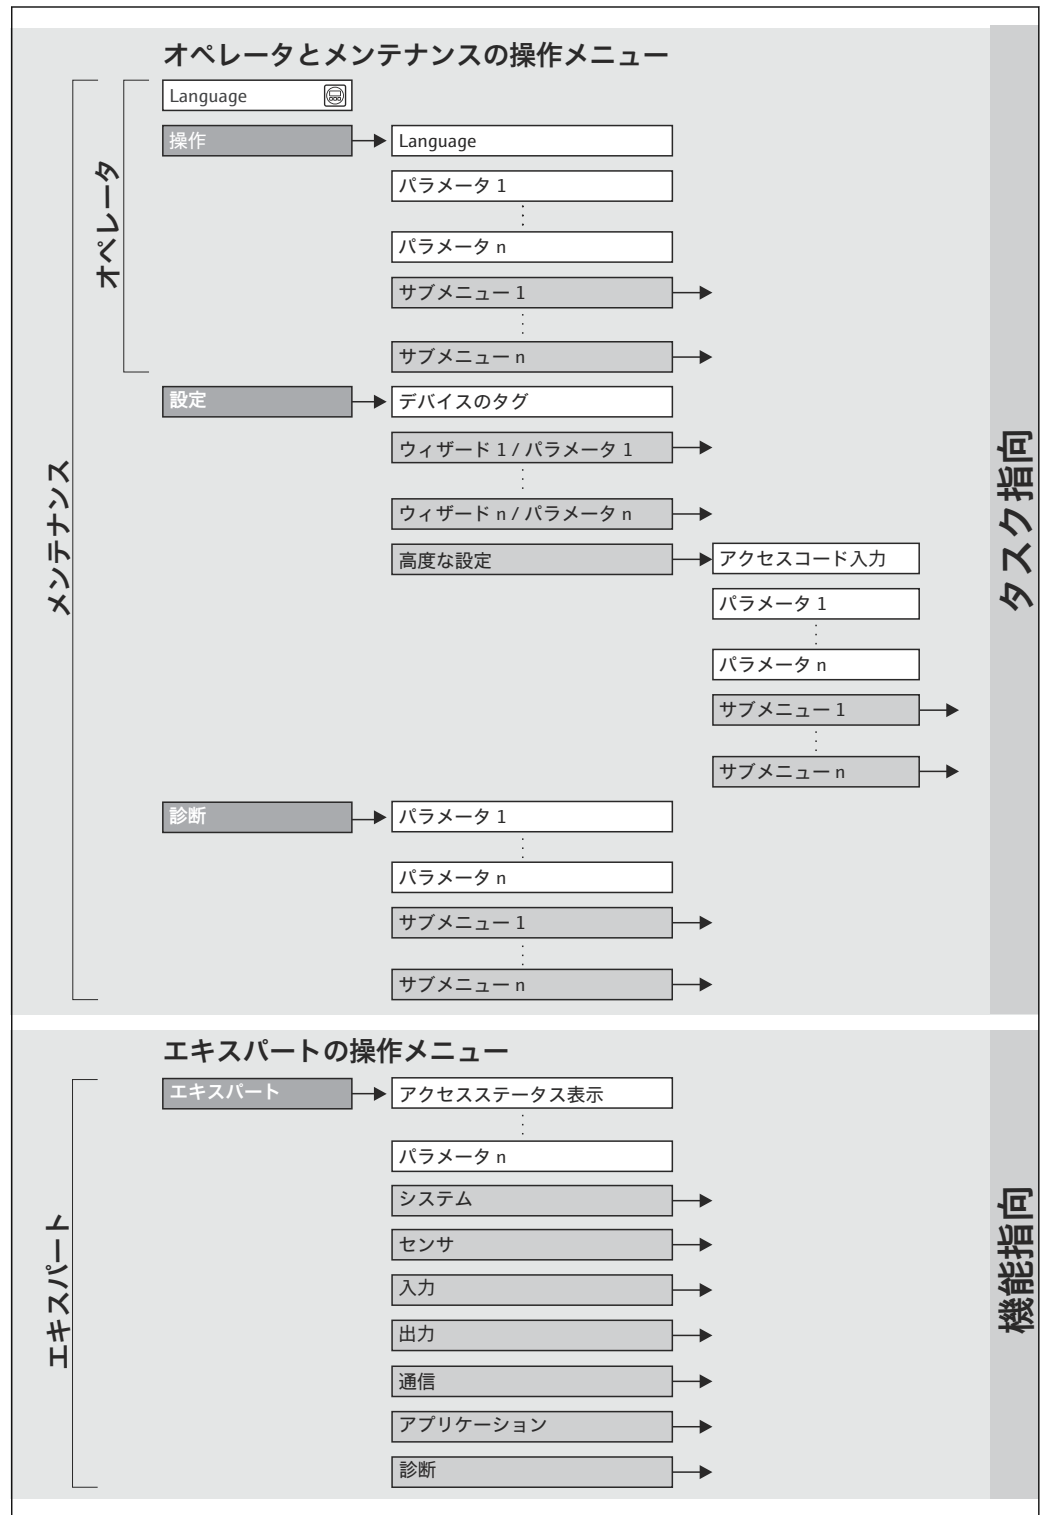 オペレータとメンテナンスの操作メニュー
Language
操作
Language
パラメータ 1
パラメータ n
サブメニュー 1
サブメニュー n
設定
デバイスのタグ
ウィザード 1 / パラメータ 1
ウィザード n / パラメータ n
高度な設定
アクセスコード入力
パラメータ 1
パラメータ n
サブメニュー 1
サブメニュー n
診断
パラメータ 1
パラメータ n
サブメニュー 1
サブメニュー n
オペレータ
メンテナンス
タスク指向
エキスパートの操作メニュー
エキスパート
アクセスステータス表示
パラメータ n
システム
センサ
入力
出力
通信
アプリケーション
診断
エキスパート
機能指向